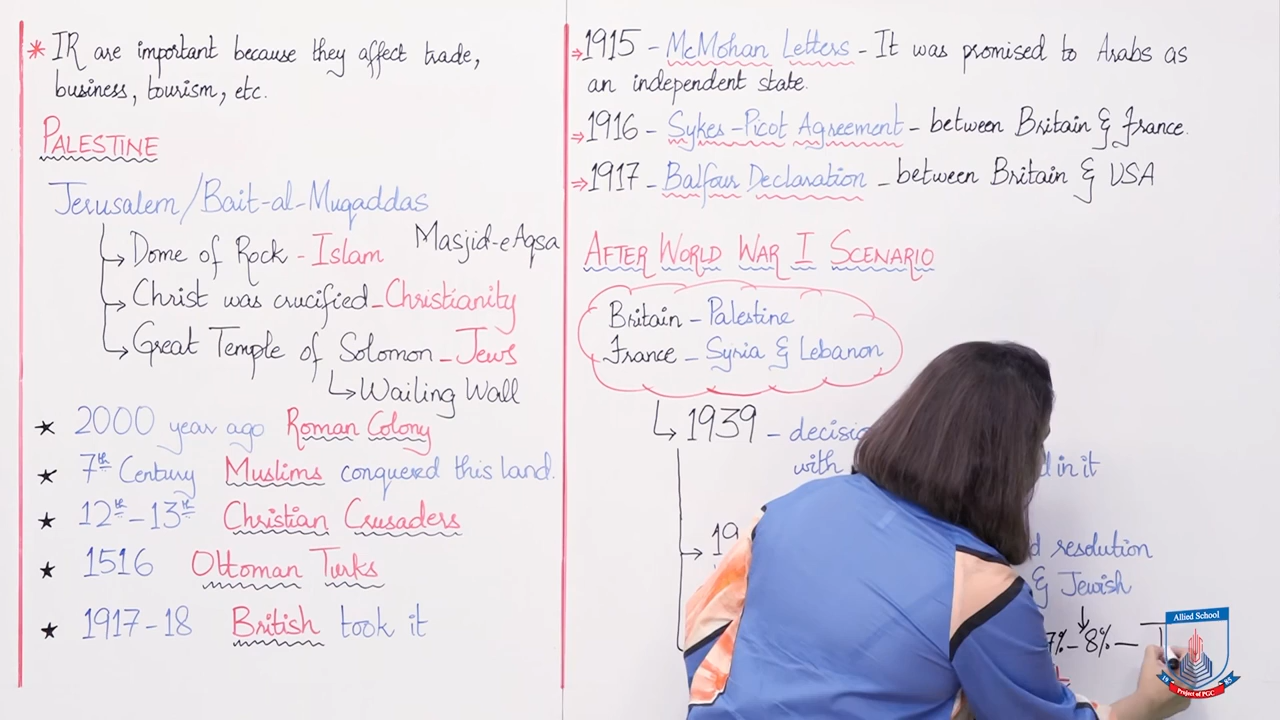 * IR are important because they affect trade,
business, tourism, etc.
PALESTINE
Jerusalem/Bait-al-Muqaddas
Dome of Rock - Islam Masjid-e Aqsa
Christ was crucified - Christianity
Great Temple of Solomon - Jews
Wailing Wall
★ 2000 year ago Roman Colony
★ 7th Century Muslims conquered this land.
★ 12th - 13th Christian Crusaders
★ 1516 Ottoman Turks
★ 1917-18 British took it
⇒ 1915 - McMohan Letters - It was promised to Arabs as
an independent state.
⇒ 1916 - Sykes-Picot Agreement - between Britain & France.
⇒ 1917 - Balfour Declaration - between Britain & USA
AFTER WORLD WAR I SCENARIO
Britain - Palestine
France - Syria & Lebanon
1939 -
with in it
resolution
& Jewish
7% - 8% -
Allied School
19 85
Project of PGC